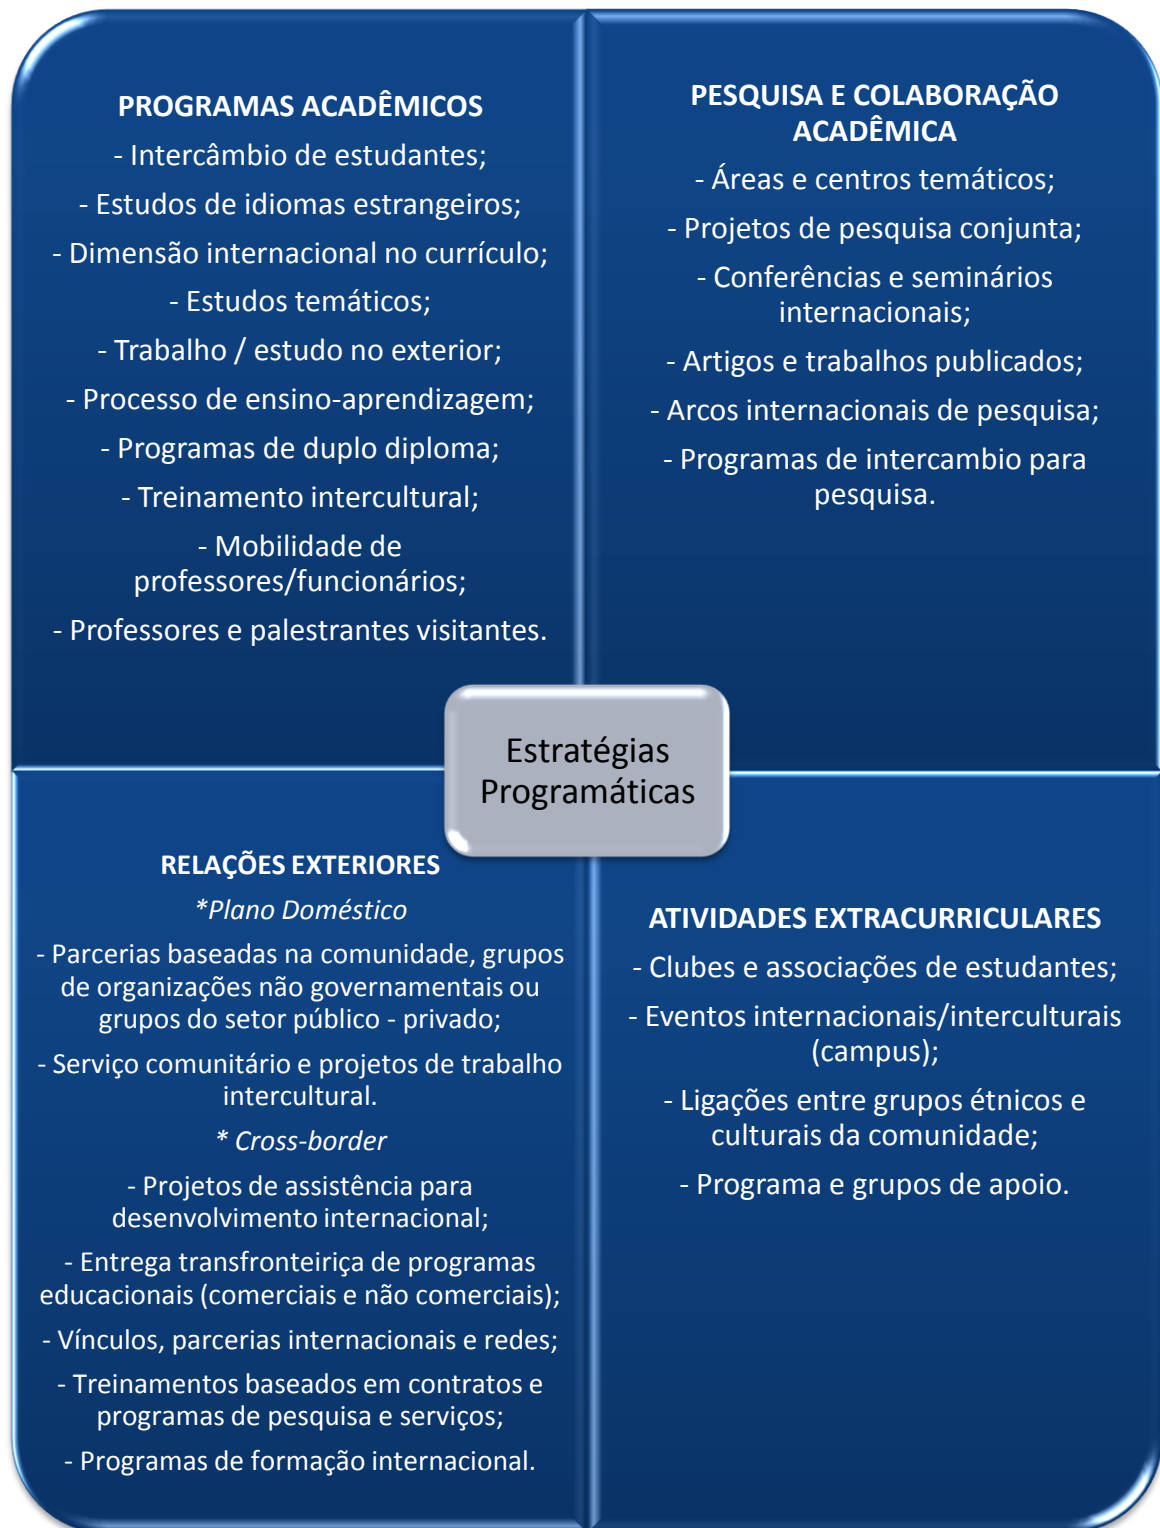 PROGRAMAS ACADÊMICOS
- Intercâmbio de estudantes;
- Estudos de idiomas estrangeiros;
- Dimensão internacional no currículo;
- Estudos temáticos;
- Trabalho / estudo no exterior;
- Processo de ensino-aprendizagem;
- Programas de duplo diploma;
- Treinamento intercultural;
- Mobilidade de
professores/funcionários;
- Professores e palestrantes visitantes.
PESQUISA E COLABORAÇÃO
ACADÊMICA
- Áreas e centros temáticos;
- Projetos de pesquisa conjunta;
- Conferências e seminários
internacionais;
- Artigos e trabalhos publicados;
- Arcos internacionais de pesquisa;
- Programas de intercambio para
pesquisa.
Estratégias
Programáticas
RELAÇÕES EXTERIORES
*Plano Doméstico
- Parcerias baseadas na comunidade, grupos
de organizações não governamentais ou
grupos do setor público - privado;
- Serviço comunitário e projetos de trabalho
intercultural.
* Cross-border
- Projetos de assistência para
desenvolvimento internacional;
- Entrega transfronteiriça de programas
educacionais (comerciais e não comerciais);
- Vínculos, parcerias internacionais e redes;
- Treinamentos baseados em contratos e
programas de pesquisa e serviços;
- Programas de formação internacional.
ATIVIDADES EXTRACURRICULARES
- Clubes e associações de estudantes;
- Eventos internacionais/interculturais
(campus);
- Ligações entre grupos étnicos e
culturais da comunidade;
- Programa e grupos de apoio.